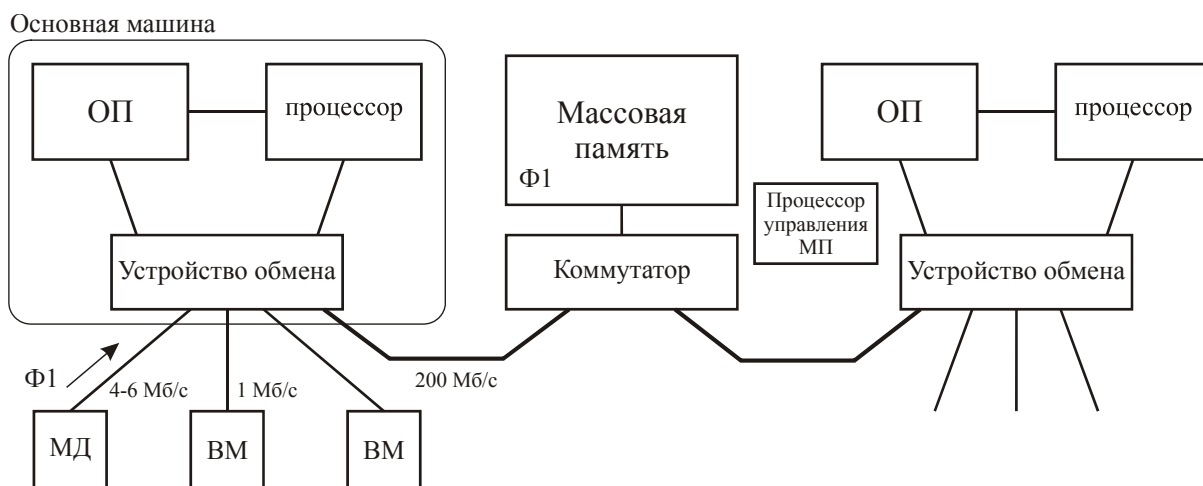 Основная машина
ОП
процессор
Массовая
память
Ф1
ОП
процессор
Процессор
управления
МП
Устройство обмена
Коммутатор
Устройство обмена
Ф1
4-6 Мб/с
1 Мб/с
200 Мб/с
МД
ВМ
ВМ